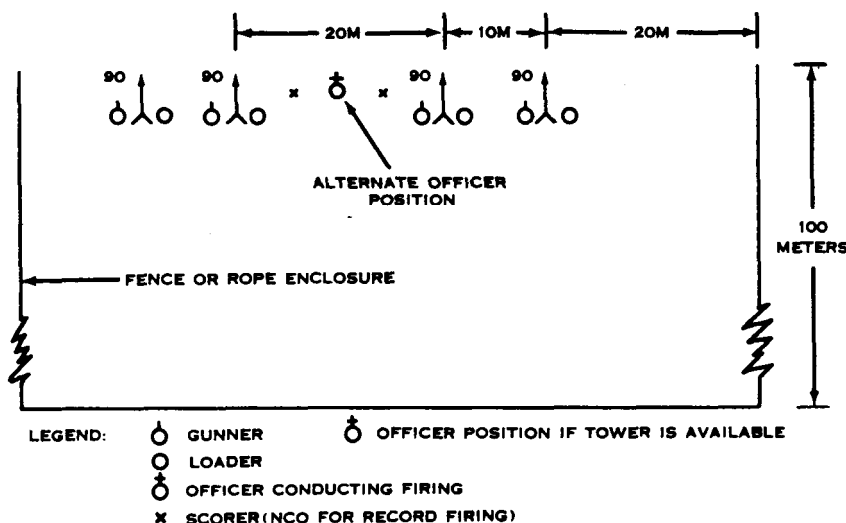 20M 10M 20M
90 90 90 90
x x
ALTERNATE OFFICER
POSITION
100
METERS
FENCE OR ROPE ENCLOSURE
LEGEND: GUNNER OFFICER POSITION IF TOWER IS AVAILABLE
LOADER
OFFICER CONDUCTING FIRING
x SCORER (NCO FOR RECORD FIRING)